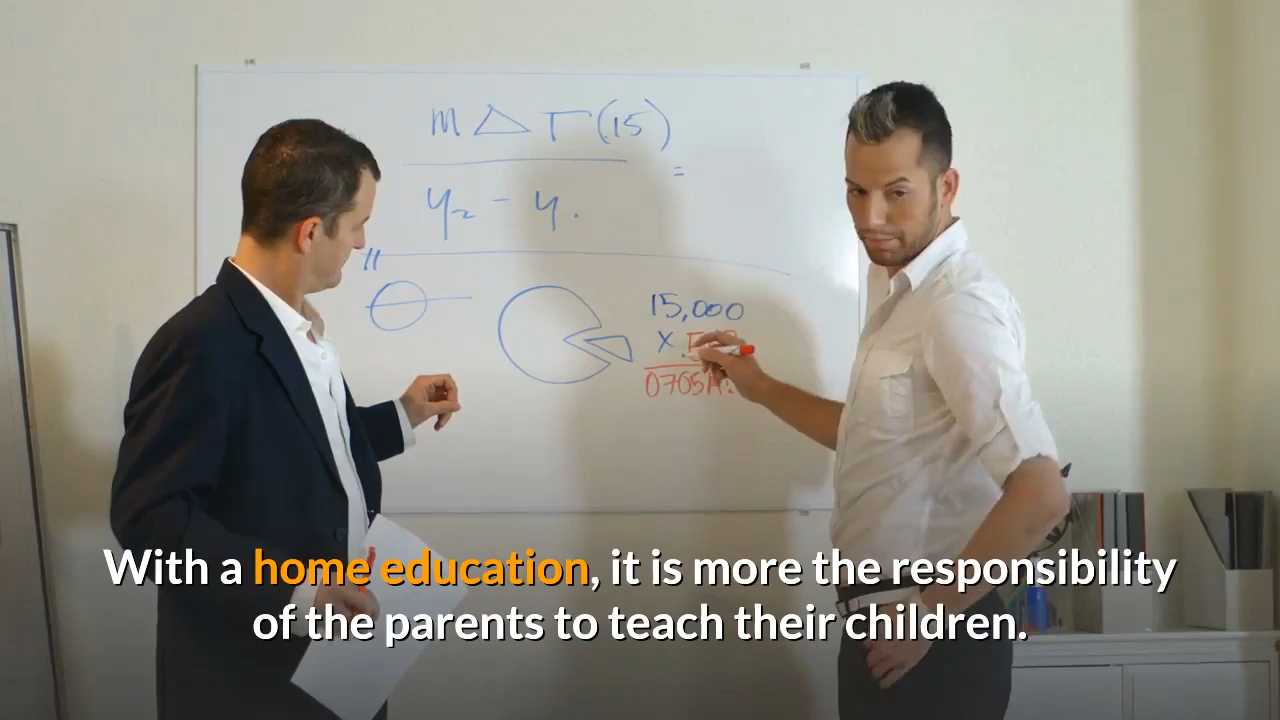 m △ T (15)
=
y₂ - y.
15,000
X
With a home education, it is more the responsibility
of the parents to teach their children.